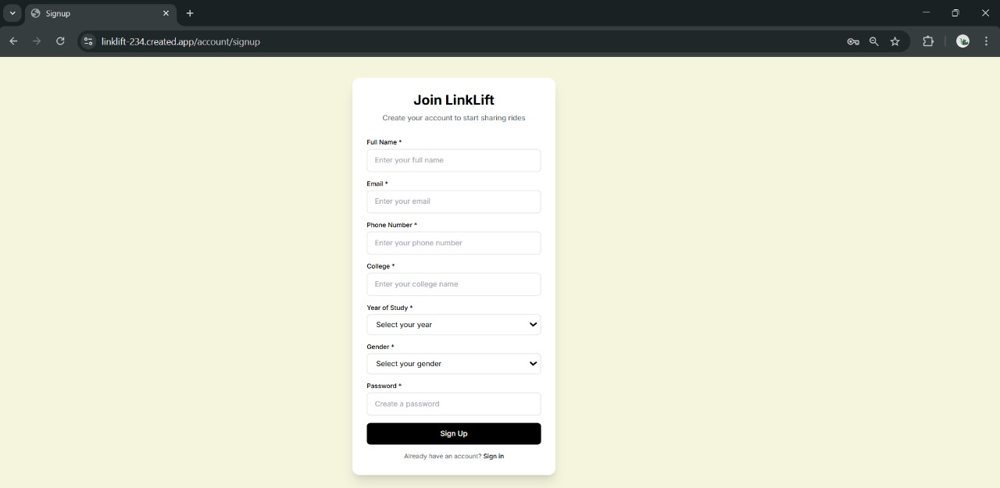 Signup
linklift-234.created.app/account/signup
Join LinkLift
Create your account to start sharing rides
Full Name *
Enter your full name
Email *
Enter your email
Phone Number *
Enter your phone number
College *
Enter your college name
Year of Study *
Select your year
Gender *
Select your gender
Password *
Create a password
Sign Up
Already have an account? Sign in